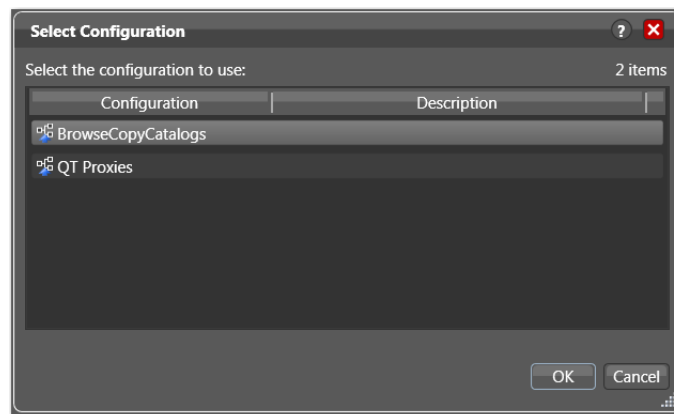 Select Configuration ?
Select the configuration to use: 2 items
Configuration Description
BrowseCopyCatalogs
QT Proxies
OK Cancel